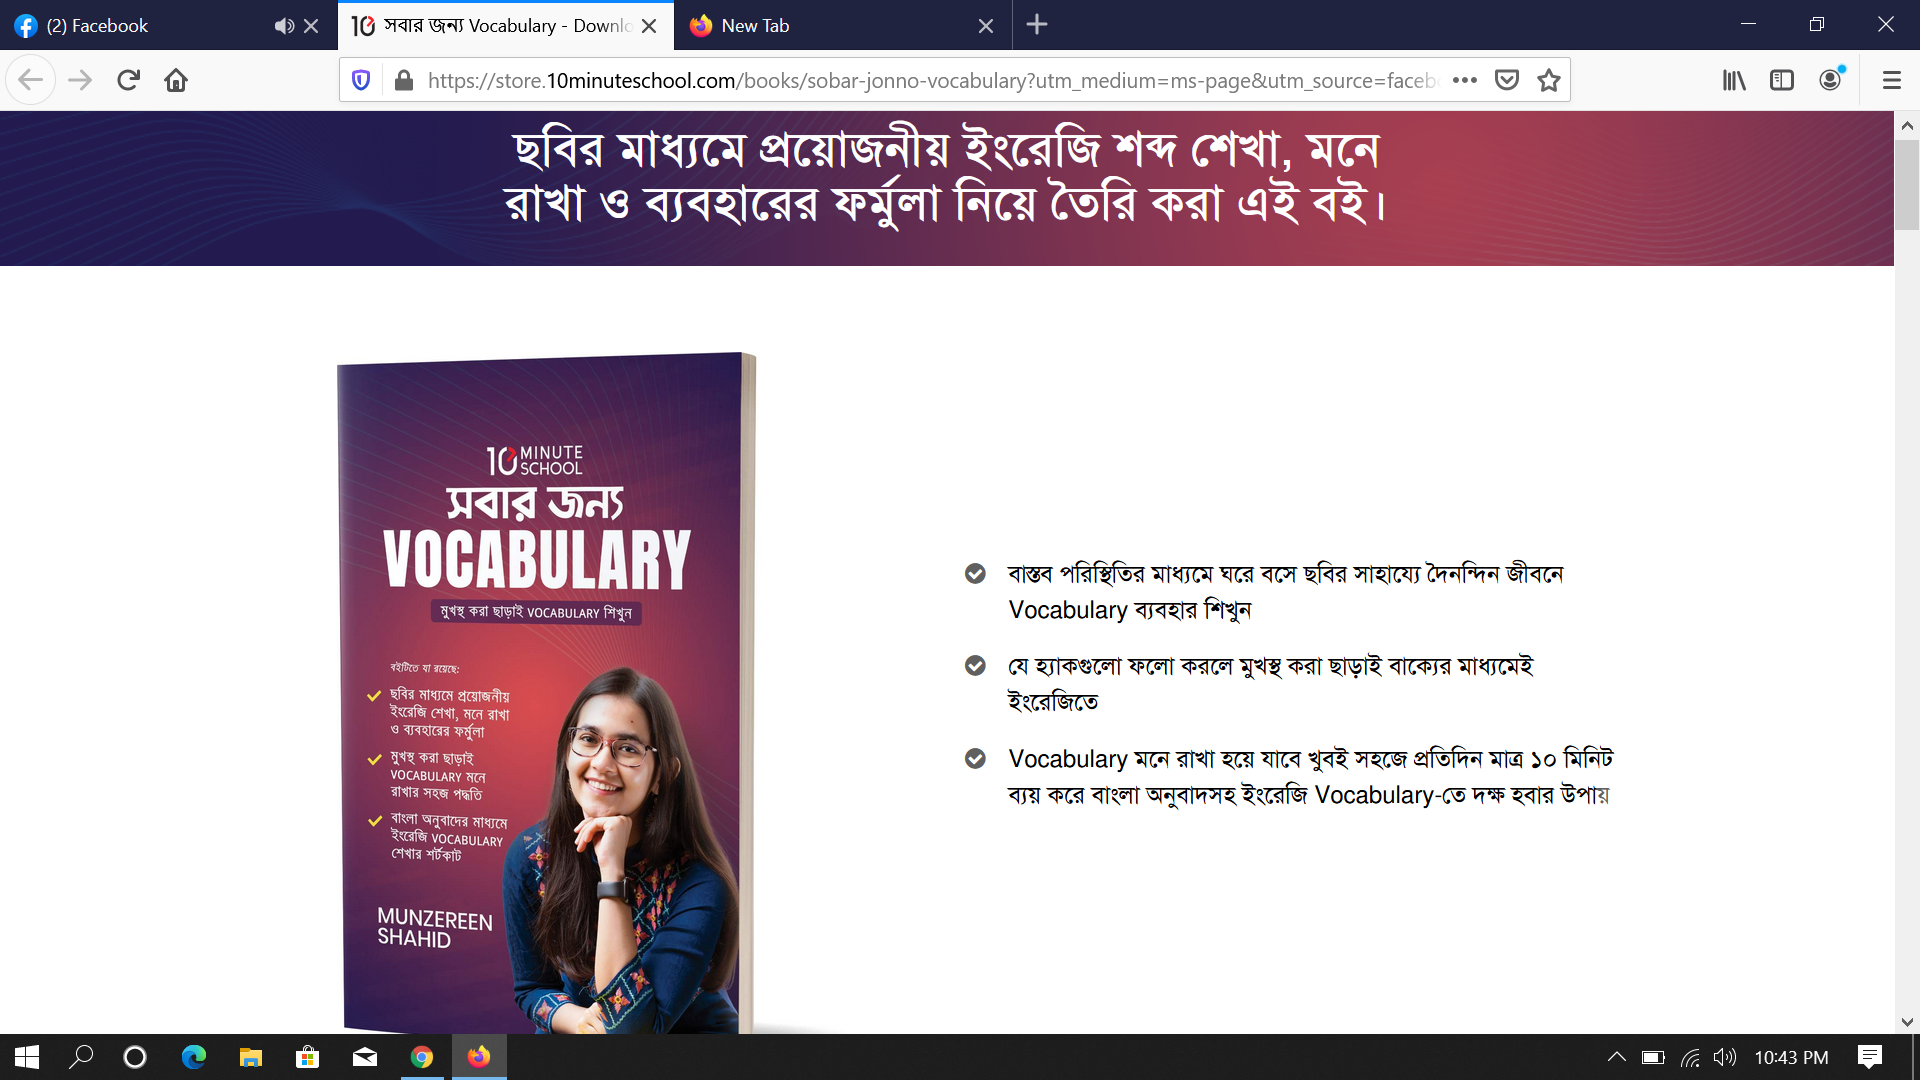 (2) Facebook
10 সবার জন্য Vocabulary - Downlo
New Tab
https://store.10minuteschool.com/books/sobar-jonno-vocabulary?utm_medium=ms-page&utm_source=facebo
ছবির মাধ্যমে প্রয়োজনীয় ইংরেজি শব্দ শেখা, মনে
রাখা ও ব্যবহারের ফর্মুলা নিয়ে তৈরি করা এই বই।
10 MINUTE
SCHOOL
সবার জন্য
VOCABULARY
মুখস্থ করা ছাড়াই VOCABULARY শিখুন
বইটিতে যা রয়েছে:
ছবির মাধ্যমে প্রয়োজনীয়
ইংরেজি শেখা, মনে রাখা
ও ব্যবহারের ফর্মুলা
মুখস্থ করা ছাড়াই
VOCABULARY মনে
রাখার সহজ পদ্ধতি
বাংলা অনুবাদের মাধ্যমে
ইংরেজি VOCABULARY
শেখার শর্টকাট
MUNZEREEN
SHAHID
বাস্তব পরিস্থিতির মাধ্যমে ঘরে বসে ছবির সাহায্যে দৈনন্দিন জীবনে
Vocabulary ব্যবহার শিখুন
যে হ্যাকগুলো ফলো করলে মুখস্থ করা ছাড়াই বাক্যের মাধ্যমেই
ইংরেজিতে
Vocabulary মনে রাখা হয়ে যাবে খুবই সহজে প্রতিদিন মাত্র ১০ মিনিট
ব্যয় করে বাংলা অনুবাদসহ ইংরেজি Vocabulary-তে দক্ষ হবার উপায়
10:43 PM